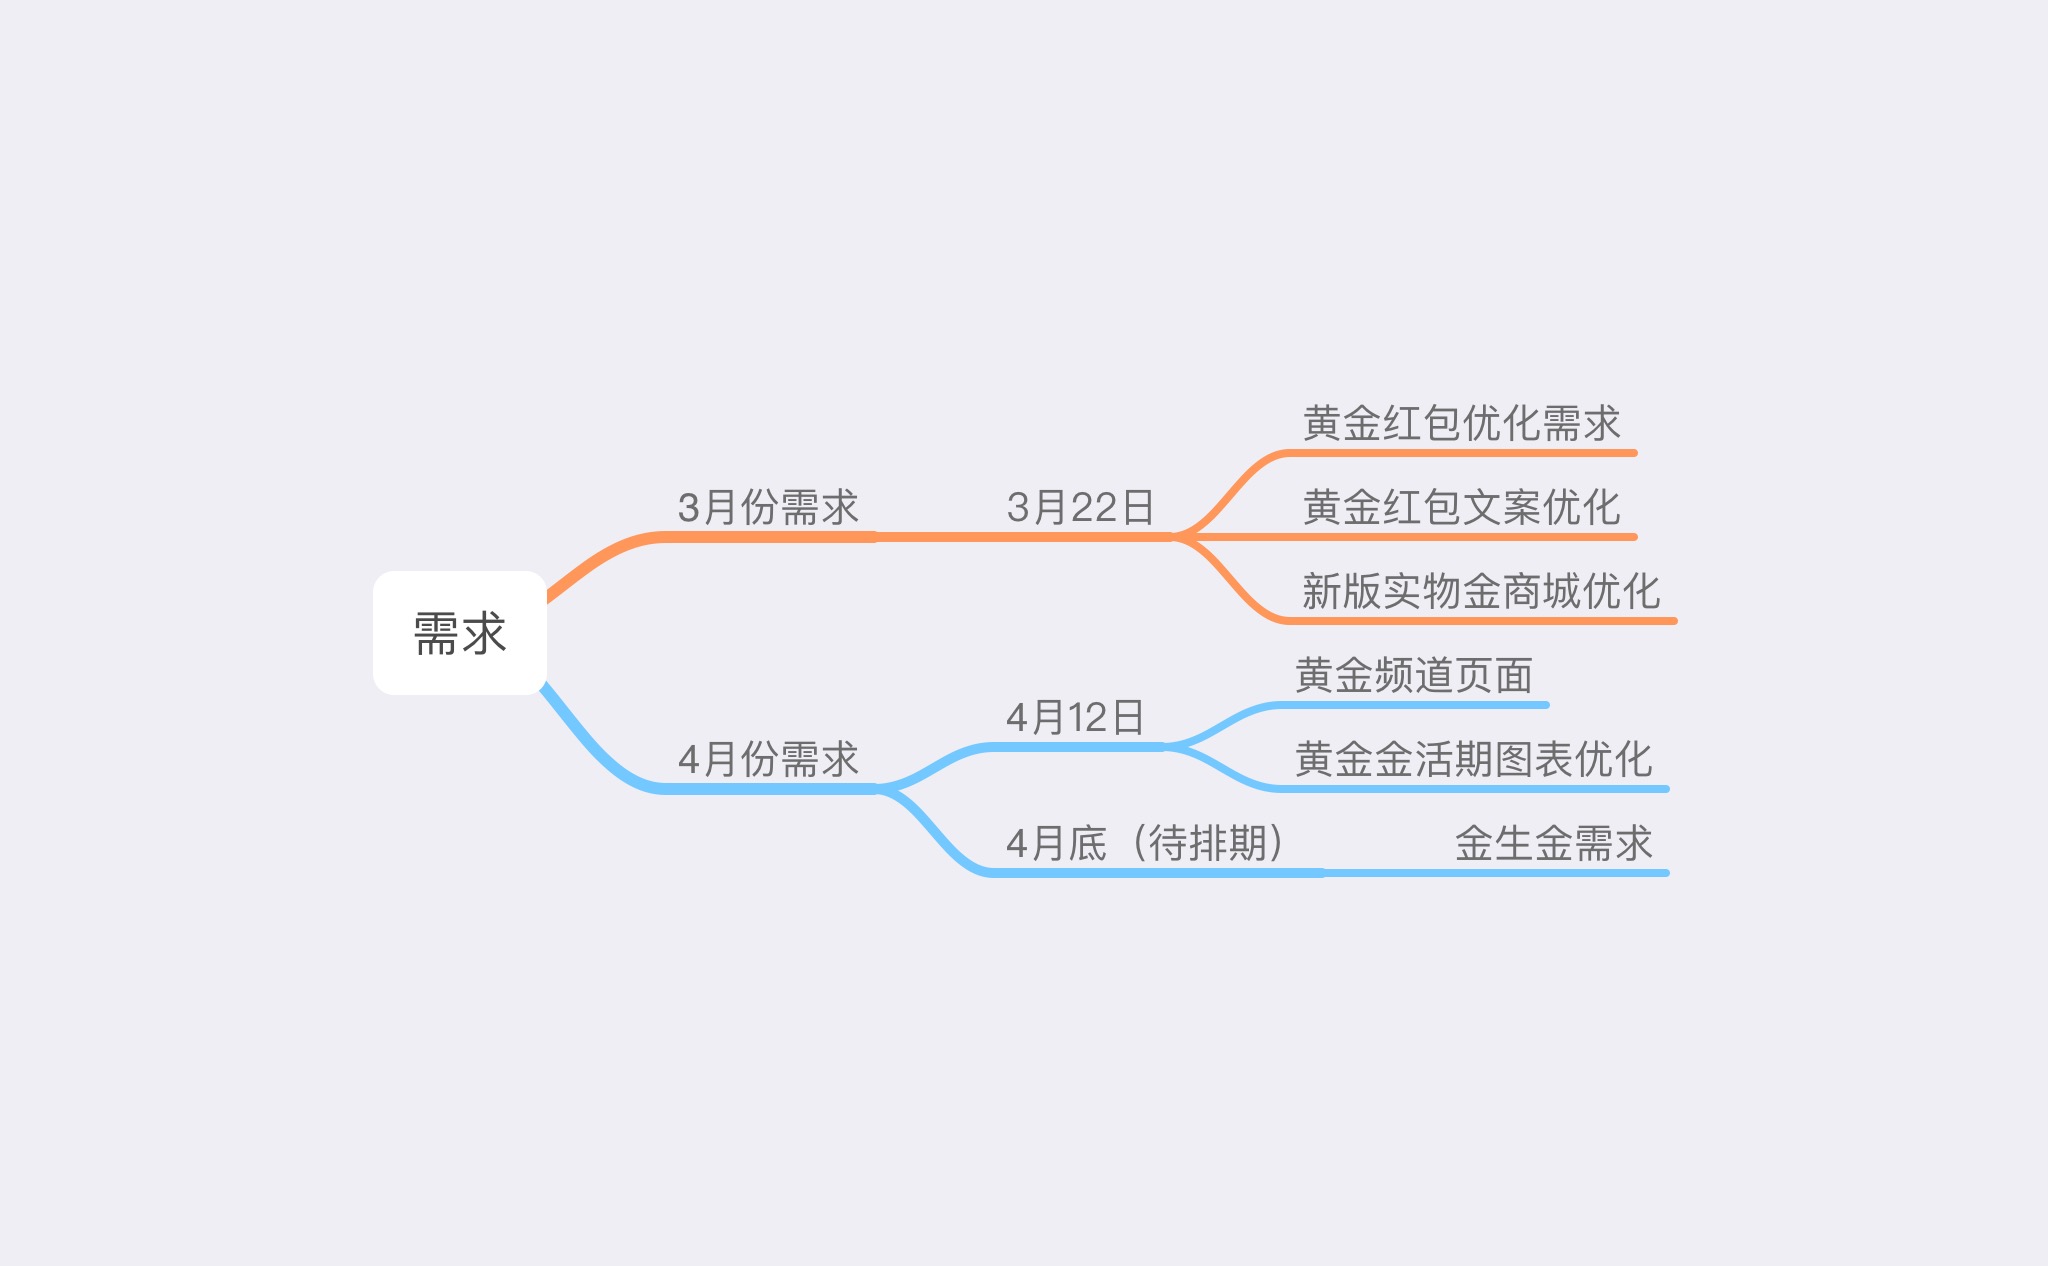 需求
3月份需求
3月22日
黄金红包优化需求
黄金红包文案优化
新版实物金商城优化
4月份需求
4月12日
黄金频道页面
黄金金活期图表优化
4月底（待排期）
金生金需求